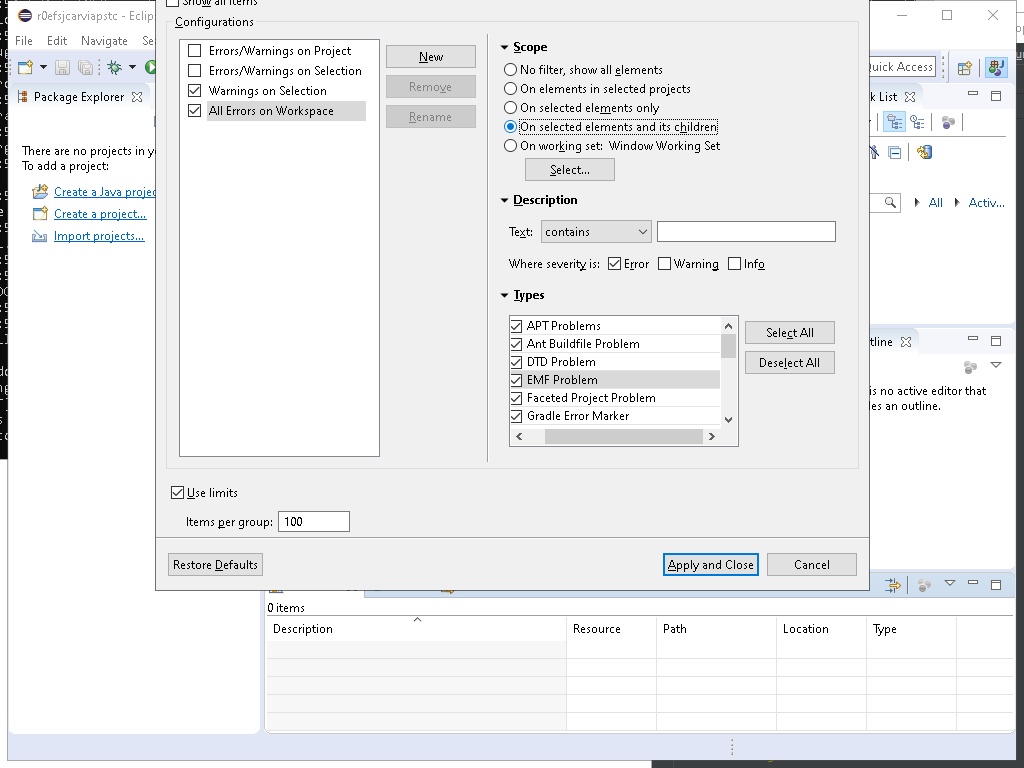 r0efsjcarviapstc - Eclip
Show all items
File Edit Navigate Se
Configurations
Quick Access
Package Explorer
k List
There are no projects in y
To add a project:
Create a Java projec
Create a project...
Import projects...
Errors/Warnings on Project
Errors/Warnings on Selection
Warnings on Selection
All Errors on Workspace
New
Remove
Rename
Scope
No filter, show all elements
On elements in selected projects
On selected elements only
On selected elements and its children
On working set: Window Working Set
Select...
Description
Text: contains
Where severity is: Error Warning Info
Types
APT Problems
Ant Buildfile Problem
DTD Problem
EMF Problem
Faceted Project Problem
Gradle Error Marker
Select All
Deselect All
All Activ...
tline
is no active editor that
des an outline.
Use limits
Items per group: 100
Restore Defaults
Apply and Close
Cancel
0 items
Description Resource Path Location Type